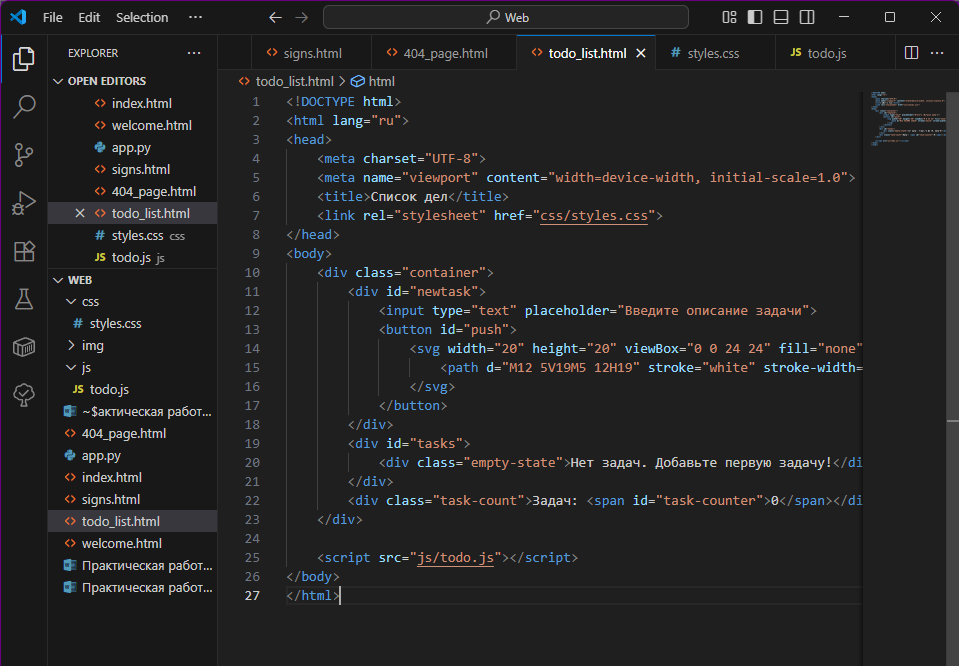 File Edit Selection ··· Web
EXPLORER ···
OPEN EDITORS
index.html
welcome.html
app.py
signs.html
404_page.html
todo_list.html
styles.css css
todo.js js
WEB
css
styles.css
img
js
todo.js
~$актическая работ...
404_page.html
app.py
index.html
signs.html
todo_list.html
welcome.html
Практическая работ...
Практическая работ...
signs.html 404_page.html todo_list.html styles.css todo.js ···
todo_list.html > html
1 <!DOCTYPE html>
2 <html lang="ru">
3 <head>
4 <meta charset="UTF-8">
5 <meta name="viewport" content="width=device-width, initial-scale=1.0">
6 <title>Список дел</title>
7 <link rel="stylesheet" href="css/styles.css">
8 </head>
9 <body>
10 <div class="container">
11 <div id="newtask">
12 <input type="text" placeholder="Введите описание задачи">
13 <button id="push">
14 <svg width="20" height="20" viewBox="0 0 24 24" fill="none"
15 <path d="M12 5V19M5 12H19" stroke="white" stroke-width=
16 </svg>
17 </button>
18 </div>
19 <div id="tasks">
20 <div class="empty-state">Нет задач. Добавьте первую задачу!</di
21 </div>
22 <div class="task-count">Задач: <span id="task-counter">0</span></di
23 </div>
24
25 <script src="js/todo.js"></script>
26 </body>
27 </html>